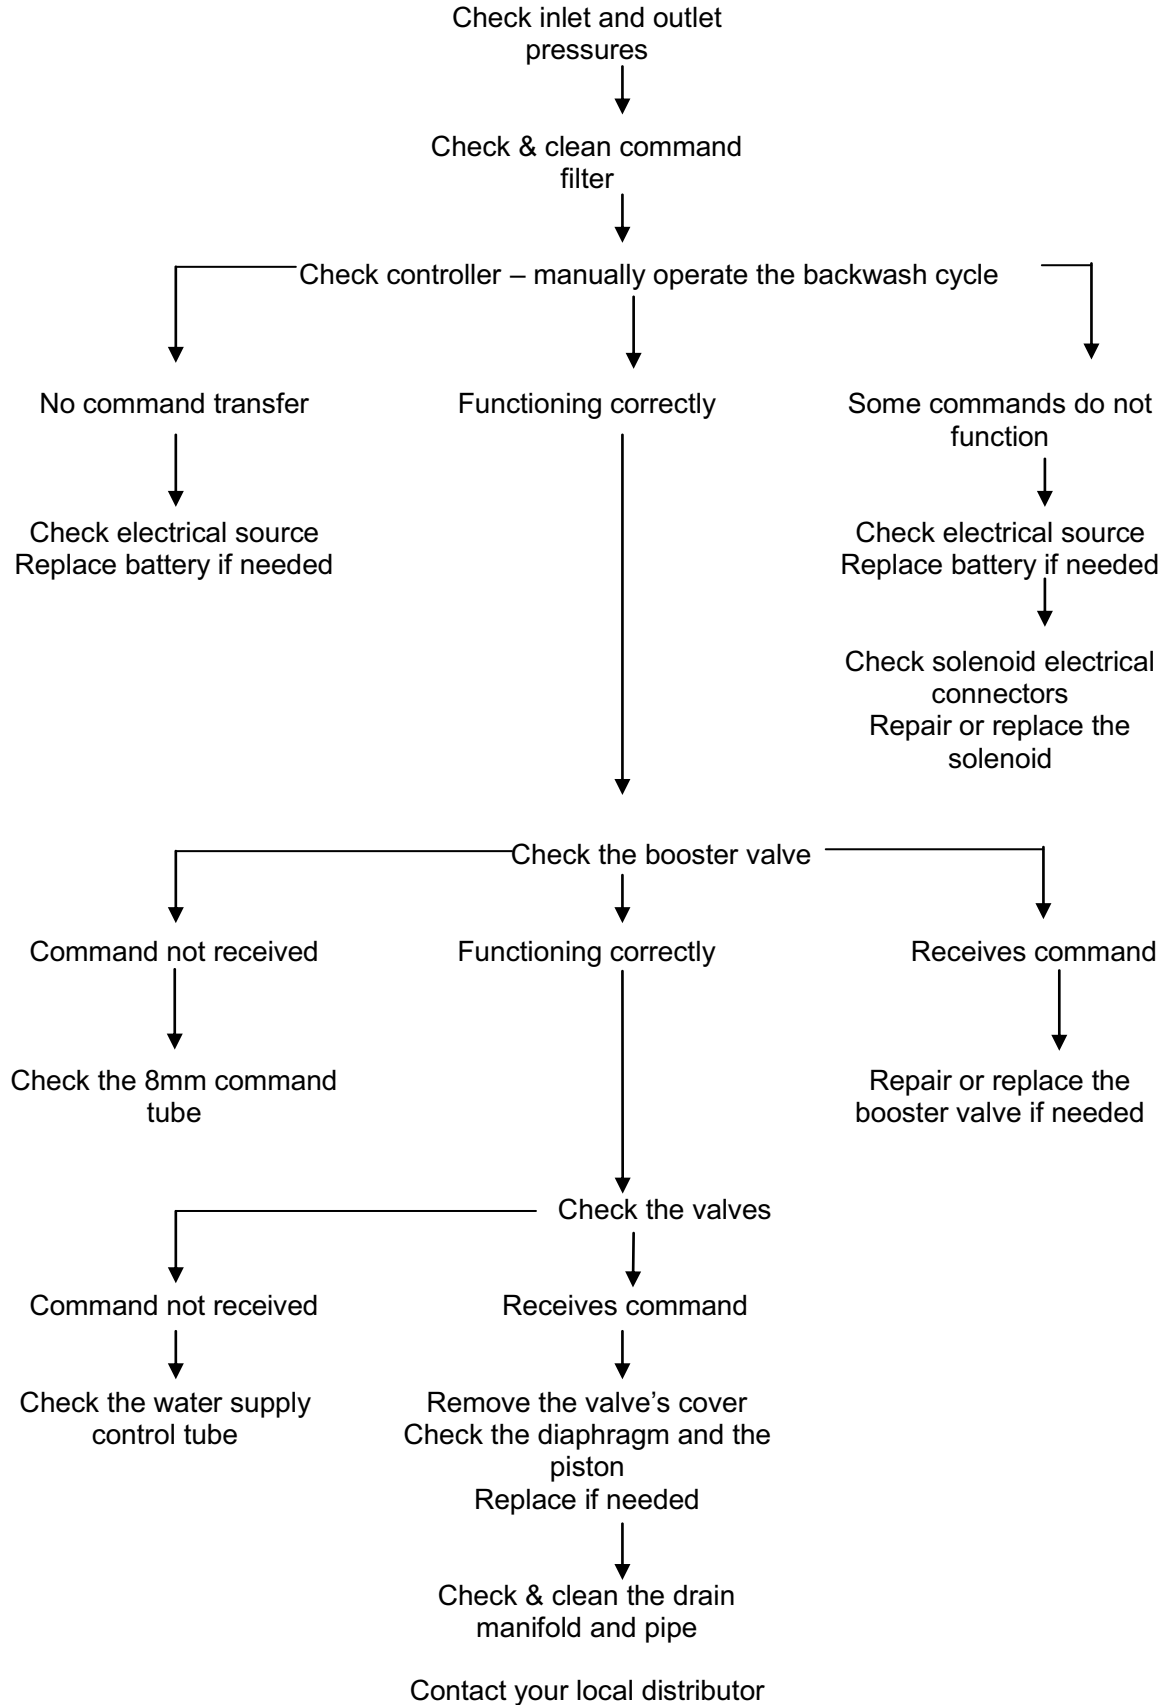 Check inlet and outlet
pressures
Check & clean command
filter
Check controller – manually operate the backwash cycle
No command transfer
Functioning correctly
Some commands do not
function
Check electrical source
Replace battery if needed
Check electrical source
Replace battery if needed
Check solenoid electrical
connectors
Repair or replace the
solenoid
Check the booster valve
Command not received
Functioning correctly
Receives command
Check the 8mm command
tube
Repair or replace the
booster valve if needed
Check the valves
Command not received
Receives command
Check the water supply
control tube
Remove the valve’s cover
Check the diaphragm and the
piston
Replace if needed
Check & clean the drain
manifold and pipe
Contact your local distributor